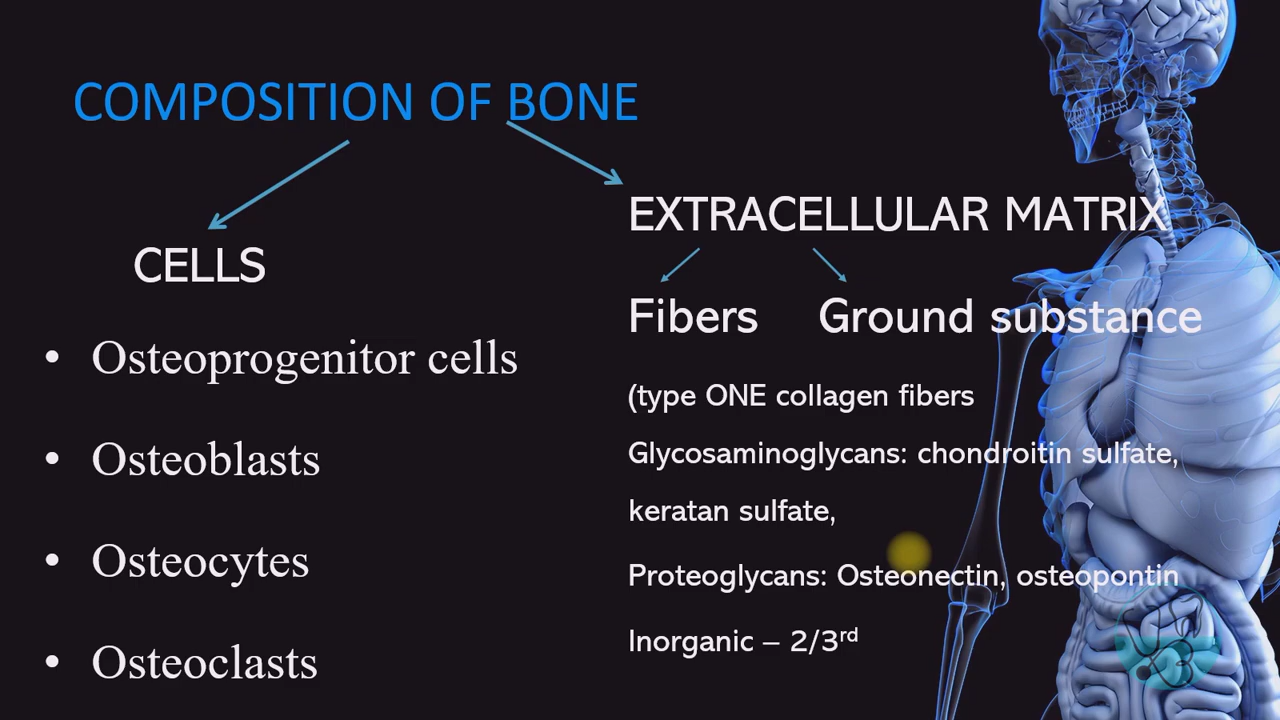 COMPOSITION OF BONE
CELLS
• Osteoprogenitor cells
• Osteoblasts
• Osteocytes
• Osteoclasts
EXTRACELLULAR MATRIX
Fibers Ground substance
(type ONE collagen fibers
Glycosaminoglycans: chondroitin sulfate,
keratan sulfate,
Proteoglycans: Osteonectin, osteopontin
Inorganic – 2/3rd